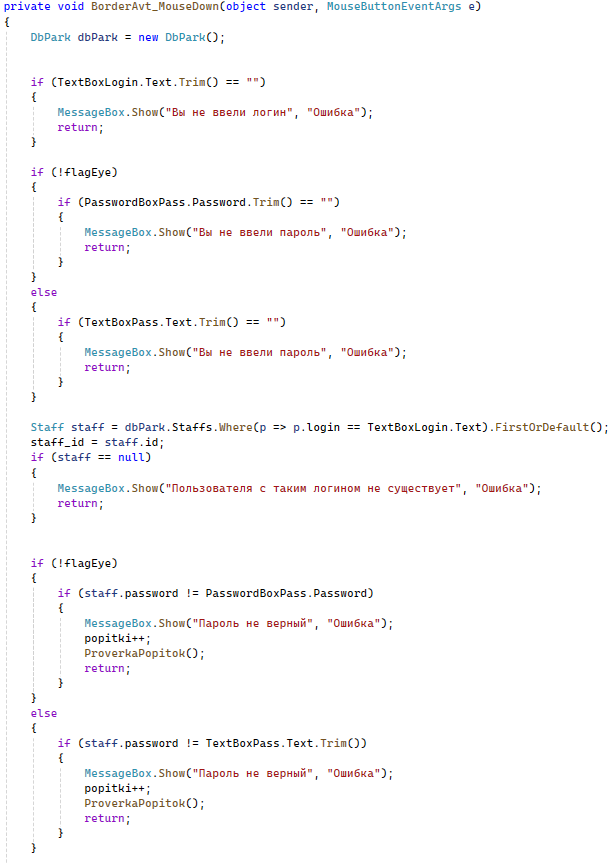 private void BorderAvt_MouseDown(object sender, MouseButtonEventArgs e)
{
    DbPark dbPark = new DbPark();
    if (TextBoxLogin.Text.Trim() == "")
    {
        MessageBox.Show("Вы не ввели логин", "Ошибка");
        return;
    }
    if (!flagEye)
    {
        if (PasswordBoxPass.Password.Trim() == "")
        {
            MessageBox.Show("Вы не ввели пароль", "Ошибка");
            return;
        }
    }
    else
    {
        if (TextBoxPass.Text.Trim() == "")
        {
            MessageBox.Show("Вы не ввели пароль", "Ошибка");
            return;
        }
    }
    Staff staff = dbPark.Staffs.Where(p => p.login == TextBoxLogin.Text).FirstOrDefault();
    staff_id = staff.id;
    if (staff == null)
    {
        MessageBox.Show("Пользователя с таким логином не существует", "Ошибка");
        return;
    }
    if (!flagEye)
    {
        if (staff.password != PasswordBoxPass.Password)
        {
            MessageBox.Show("Пароль не верный", "Ошибка");
            popitki++;
            ProverkaPopitok();
            return;
        }
    }
    else
    {
        if (staff.password != TextBoxPass.Text.Trim())
        {
            MessageBox.Show("Пароль не верный", "Ошибка");
            popitki++;
            ProverkaPopitok();
            return;
        }
    }